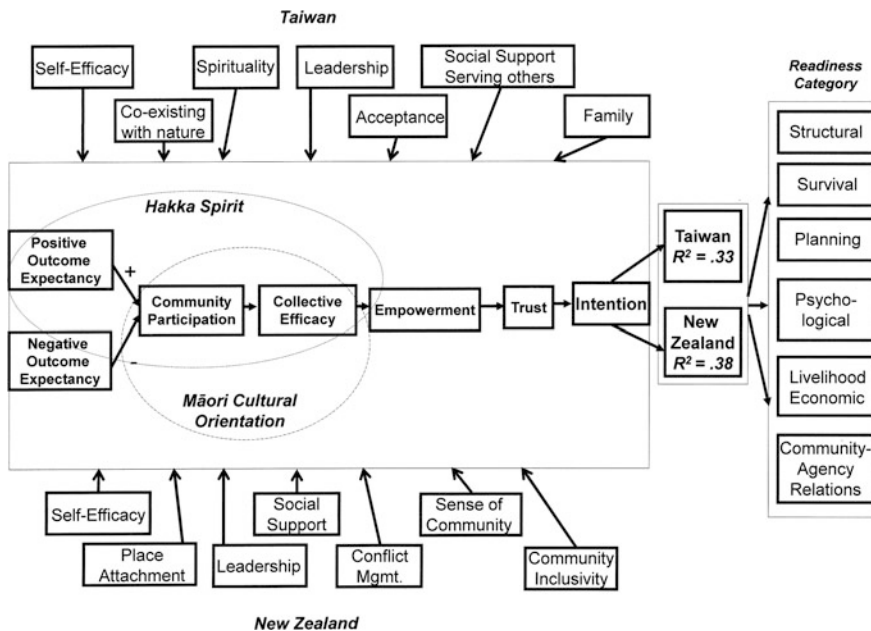 Taiwan
Self-Efficacy
Spirituality
Leadership
Social Support
Serving others
Co-existing
with nature
Acceptance
Family
Readiness
Category
Structural
Survival
Planning
Psycho-
logical
Livelihood
Economic
Community-
Agency
Relations
Hakka Spirit
Positive
Outcome
Expectancy
+
Negative
Outcome
Expectancy
-
Community
Participation
Collective
Efficacy
Empowerment
Trust
Intention
Taiwan
R² = .33
New
Zealand
R² = .38
Māori Cultural
Orientation
Self-Efficacy
Place
Attachment
Leadership
Social
Support
Conflict
Mgmt.
Sense of
Community
Community
Inclusivity
New Zealand